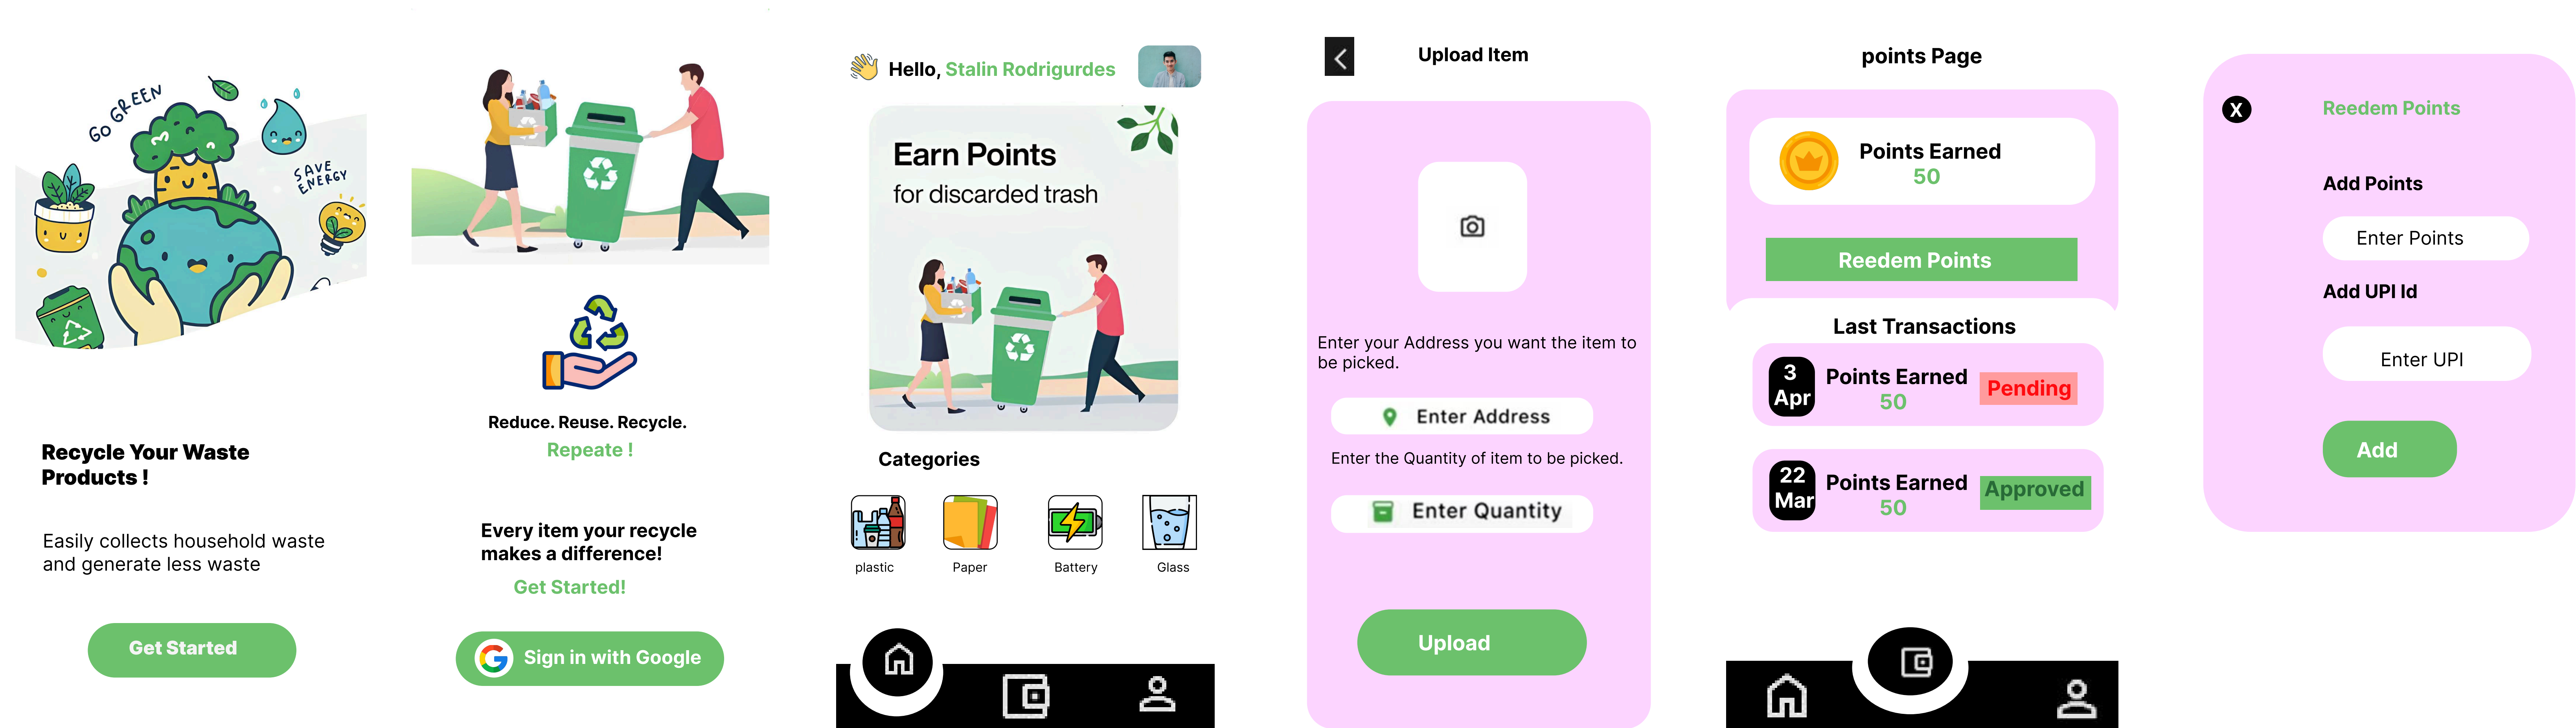 GO GREEN
SAVE
ENERGY
Recycle Your Waste
Products !
Easily collects household waste
and generate less waste
Get Started
Reduce. Reuse. Recycle.
Repeate !
Every item your recycle
makes a difference!
Get Started!
G Sign in with Google
Hello, Stalin Rodrigurdes
Earn Points
for discarded trash
Categories
plastic
Paper
Battery
Glass
Upload Item
Enter your Address you want the item to
be picked.
Enter Address
Enter the Quantity of item to be picked.
Enter Quantity
Upload
points Page
Points Earned
50
Reedem Points
Last Transactions
3
Apr
Points Earned
50
Pending
22
Mar
Points Earned
50
Approved
X
Reedem Points
Add Points
Enter Points
Add UPI Id
Enter UPI
Add